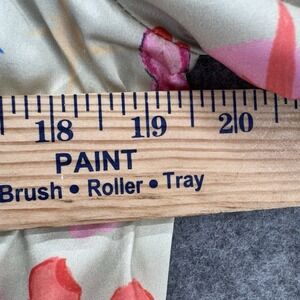 18 19 20
PAINT
Brush • Roller • Tray